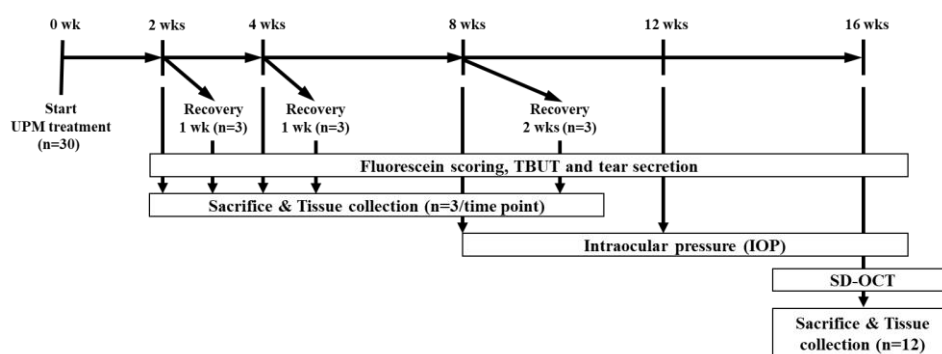 0 wk
2 wks
4 wks
8 wks
12 wks
16 wks
Start
UPM treatment
(n=30)
Recovery
1 wk (n=3)
Recovery
1 wk (n=3)
Recovery
2 wks (n=3)
Fluorescein scoring, TBUT and tear secretion
Sacrifice & Tissue collection (n=3/time point)
Intraocular pressure (IOP)
SD-OCT
Sacrifice & Tissue
collection (n=12)